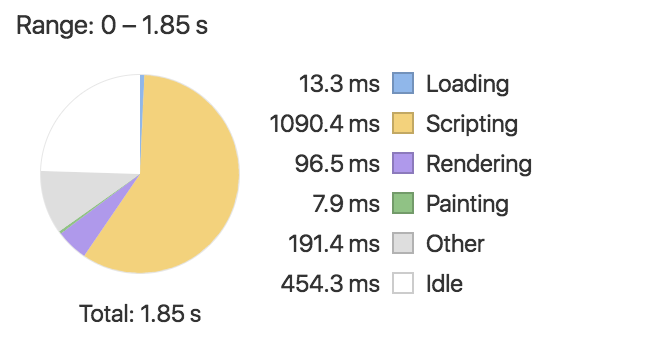 Range: 0 – 1.85 s
13.3 ms Loading
1090.4 ms Scripting
96.5 ms Rendering
7.9 ms Painting
191.4 ms Other
454.3 ms Idle
Total: 1.85 s